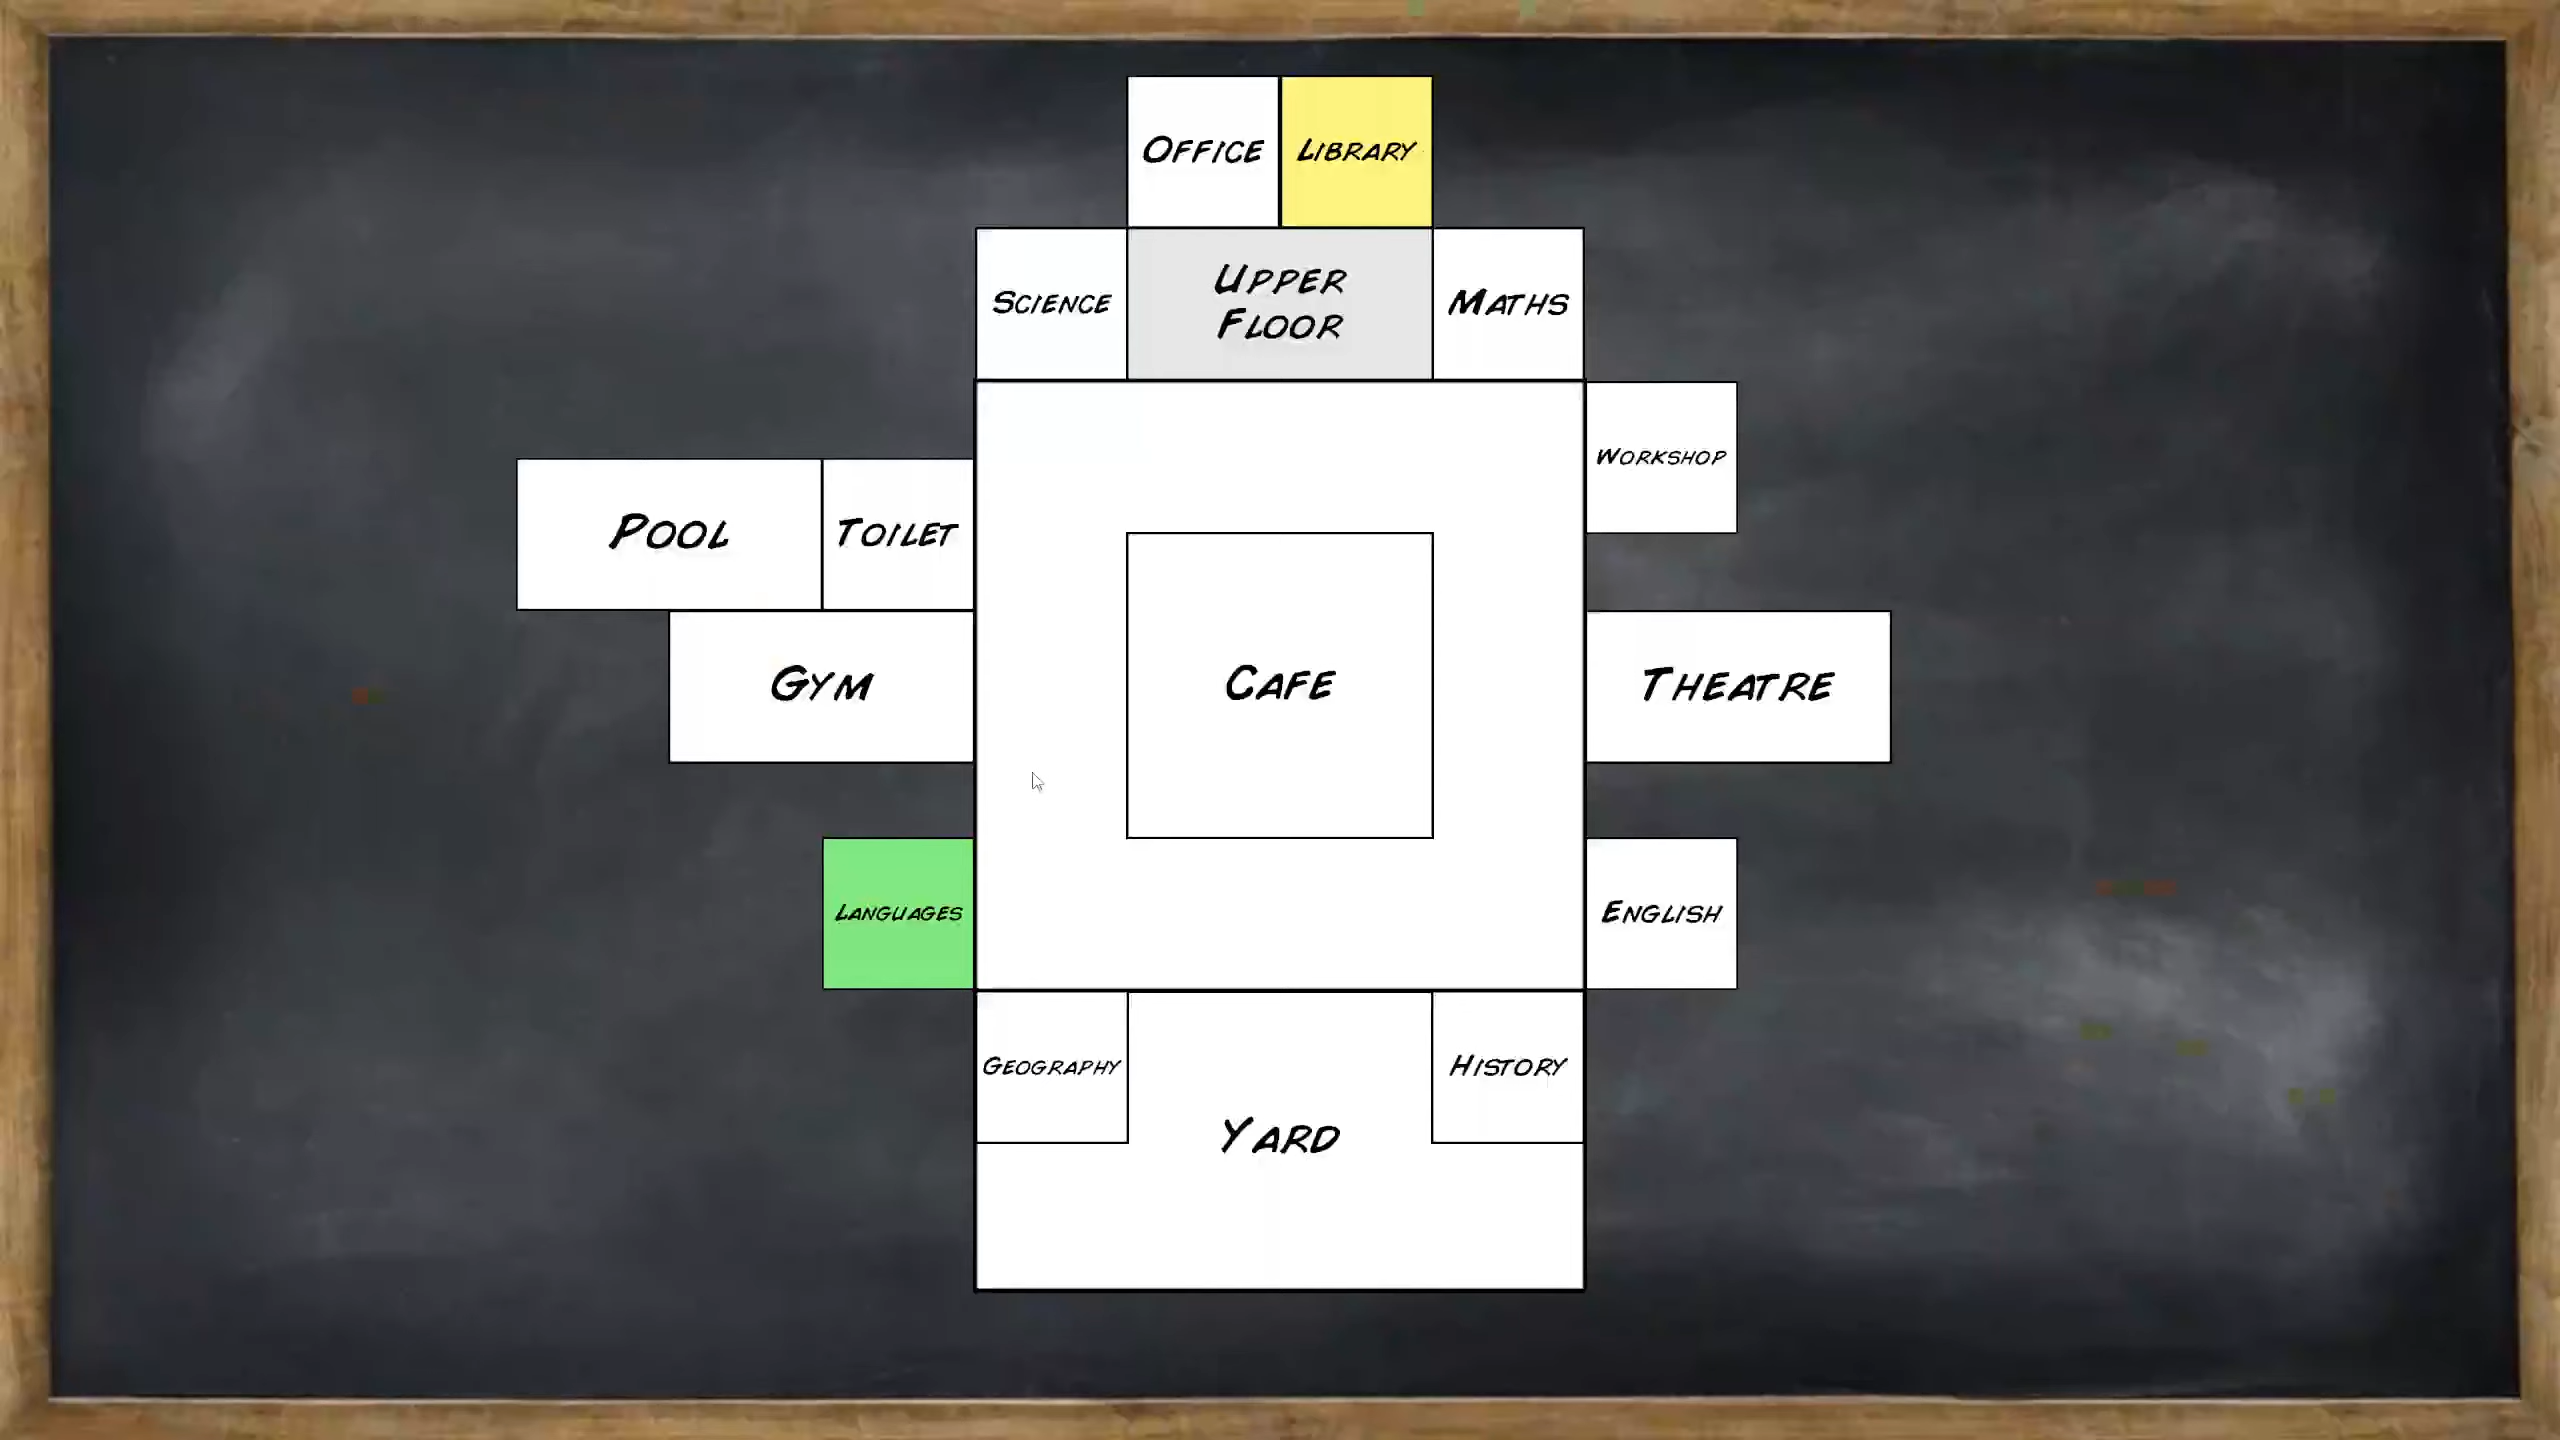 OFFICE
LIBRARY
SCIENCE
UPPER
FLOOR
MATHS
WORKSHOP
POOL
TOILET
GYM
CAFE
THEATRE
LANGUAGES
ENGLISH
GEOGRAPHY
HISTORY
YARD